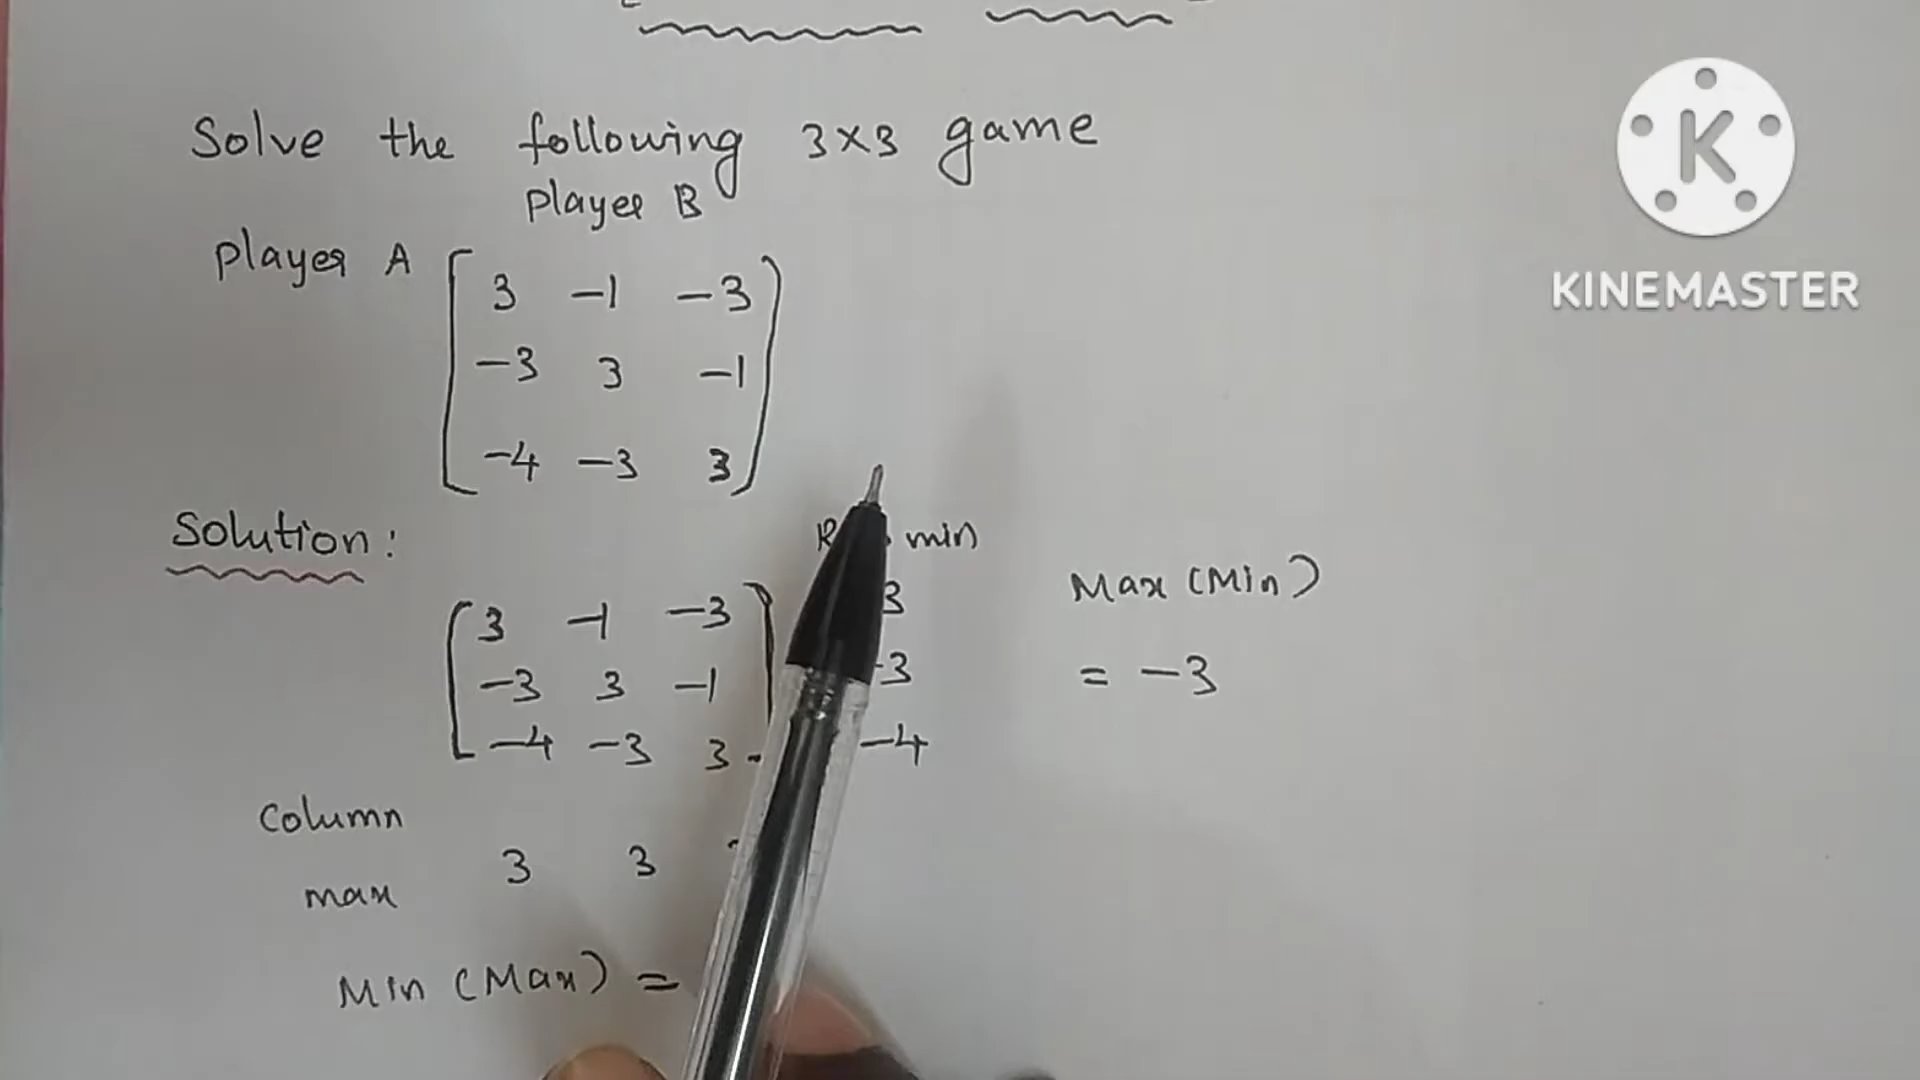 Solve the following 3×3 game
Player B
Player A
3 -1 -3
-3 3 -1
-4 -3 3
Solution:
min
3 -1 -3 3
-3 3 -1 -3
-4 -3 3 -4
Max (Min)
= -3
Column
max 3 3
Min (Max) =
K
KINEMASTER